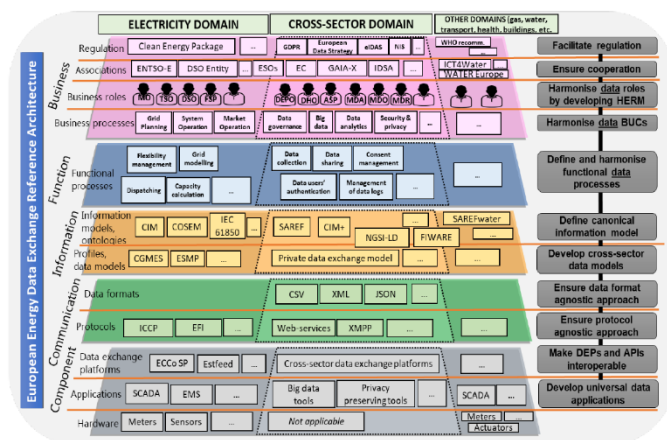 European Energy Data Exchange Reference Architecture
ELECTRICITY DOMAIN
CROSS-SECTOR DOMAIN
OTHER DOMAINS (gas, water,
transport, health, buildings, etc.
Business
Regulation
Clean Energy Package
...
GDPR
European
Data Strategy
eIDAS
NIS
...
WHO recomm.
...
Facilitate regulation
Associations
ENTSO-E
DSO Entity
...
ESOs
EC
GAIA-X
IDSA
...
ICT4Water
...
WATER Europe
Ensure cooperation
Business roles
MO
TSO
DSO
FSP
...
DEPO
DHO
ASP
MDA
MDO
MDR
Harmonise data roles
by developing HERM
Business processes
Grid
Planning
System
Operation
Market
Operation
...
Data
governance
Big
data
Data
analytics
Security &
privacy
...
...
Harmonise data BUCs
Function
Functional
processes
Flexibility
management
Grid
modelling
Dispatching
Capacity
calculation
...
Data
collection
Data
sharing
Consent
management
Data users'
authentication
Management
of data logs
...
...
Define and harmonise
functional data
processes
Information
Information
models,
ontologies
CIM
COSEM
IEC
61850
...
SAREF
CIM+
...
NGSI-LD
FIWARE
SAREFwater
...
Define canonical
information model
Profiles,
data models
CGMES
ESMP
...
Private data exchange model
...
...
Develop cross-sector
data models
Communication
Data formats
CSV
XML
JSON
...
Ensure data format
agnostic approach
Protocols
ICCP
EFI
...
Web-services
XMPP
...
...
Ensure protocol
agnostic approach
Component
Data exchange
platforms
ECCo SP
Estfeed
...
Cross-sector data exchange platforms
...
Make DEPs and APIs
interoperable
Applications
SCADA
EMS
...
Big data
tools
Privacy
preserving tools
...
SCADA
...
Develop universal data
applications
Hardware
Meters
Sensors
...
Not applicable
Meters
...
Actuators